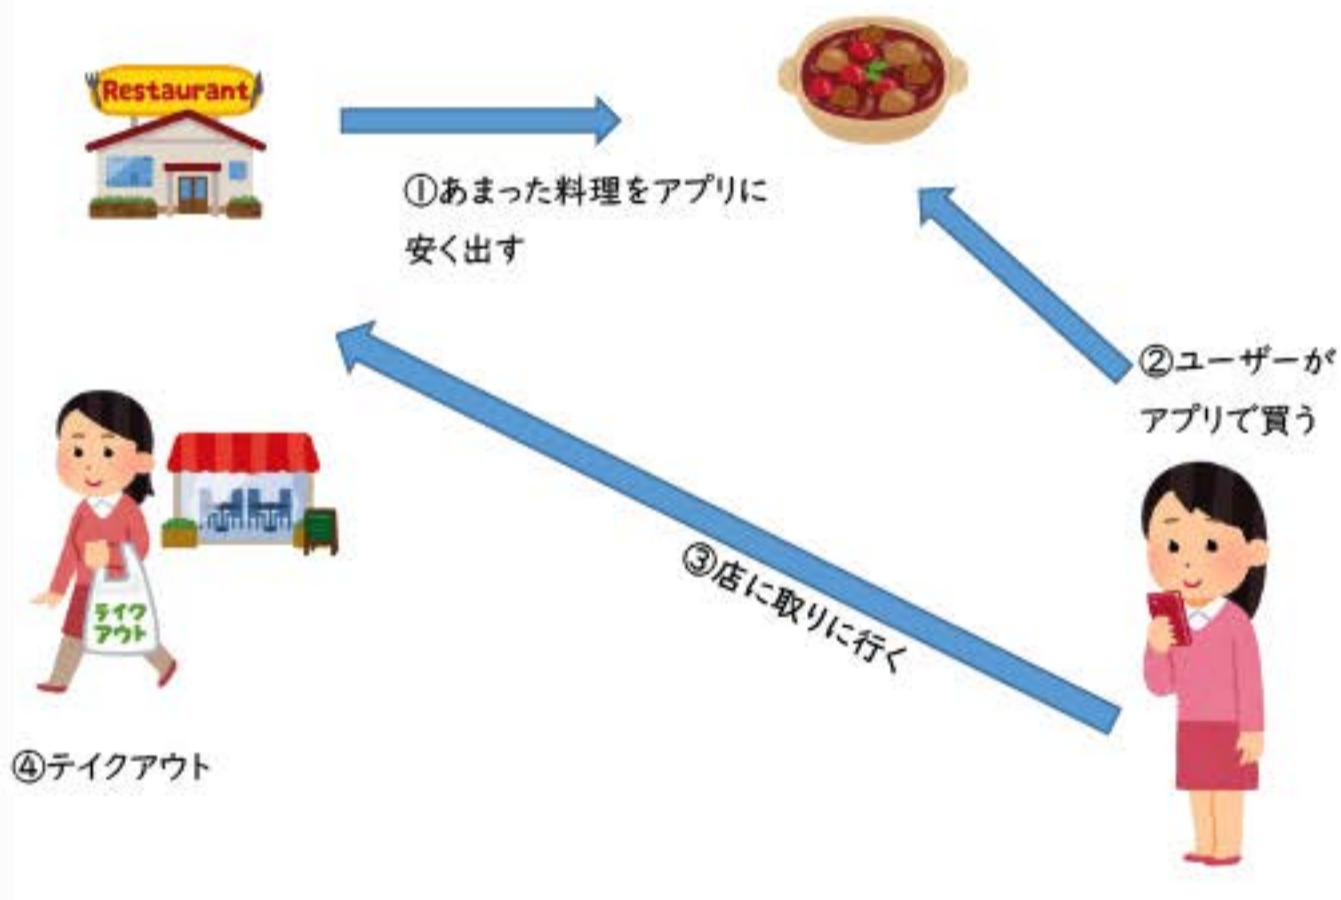 Restaurant
①あまった料理をアプリに
安く出す
②ユーザーが
アプリで買う
③店に取りに行く
テイク
アウト
④テイクアウト